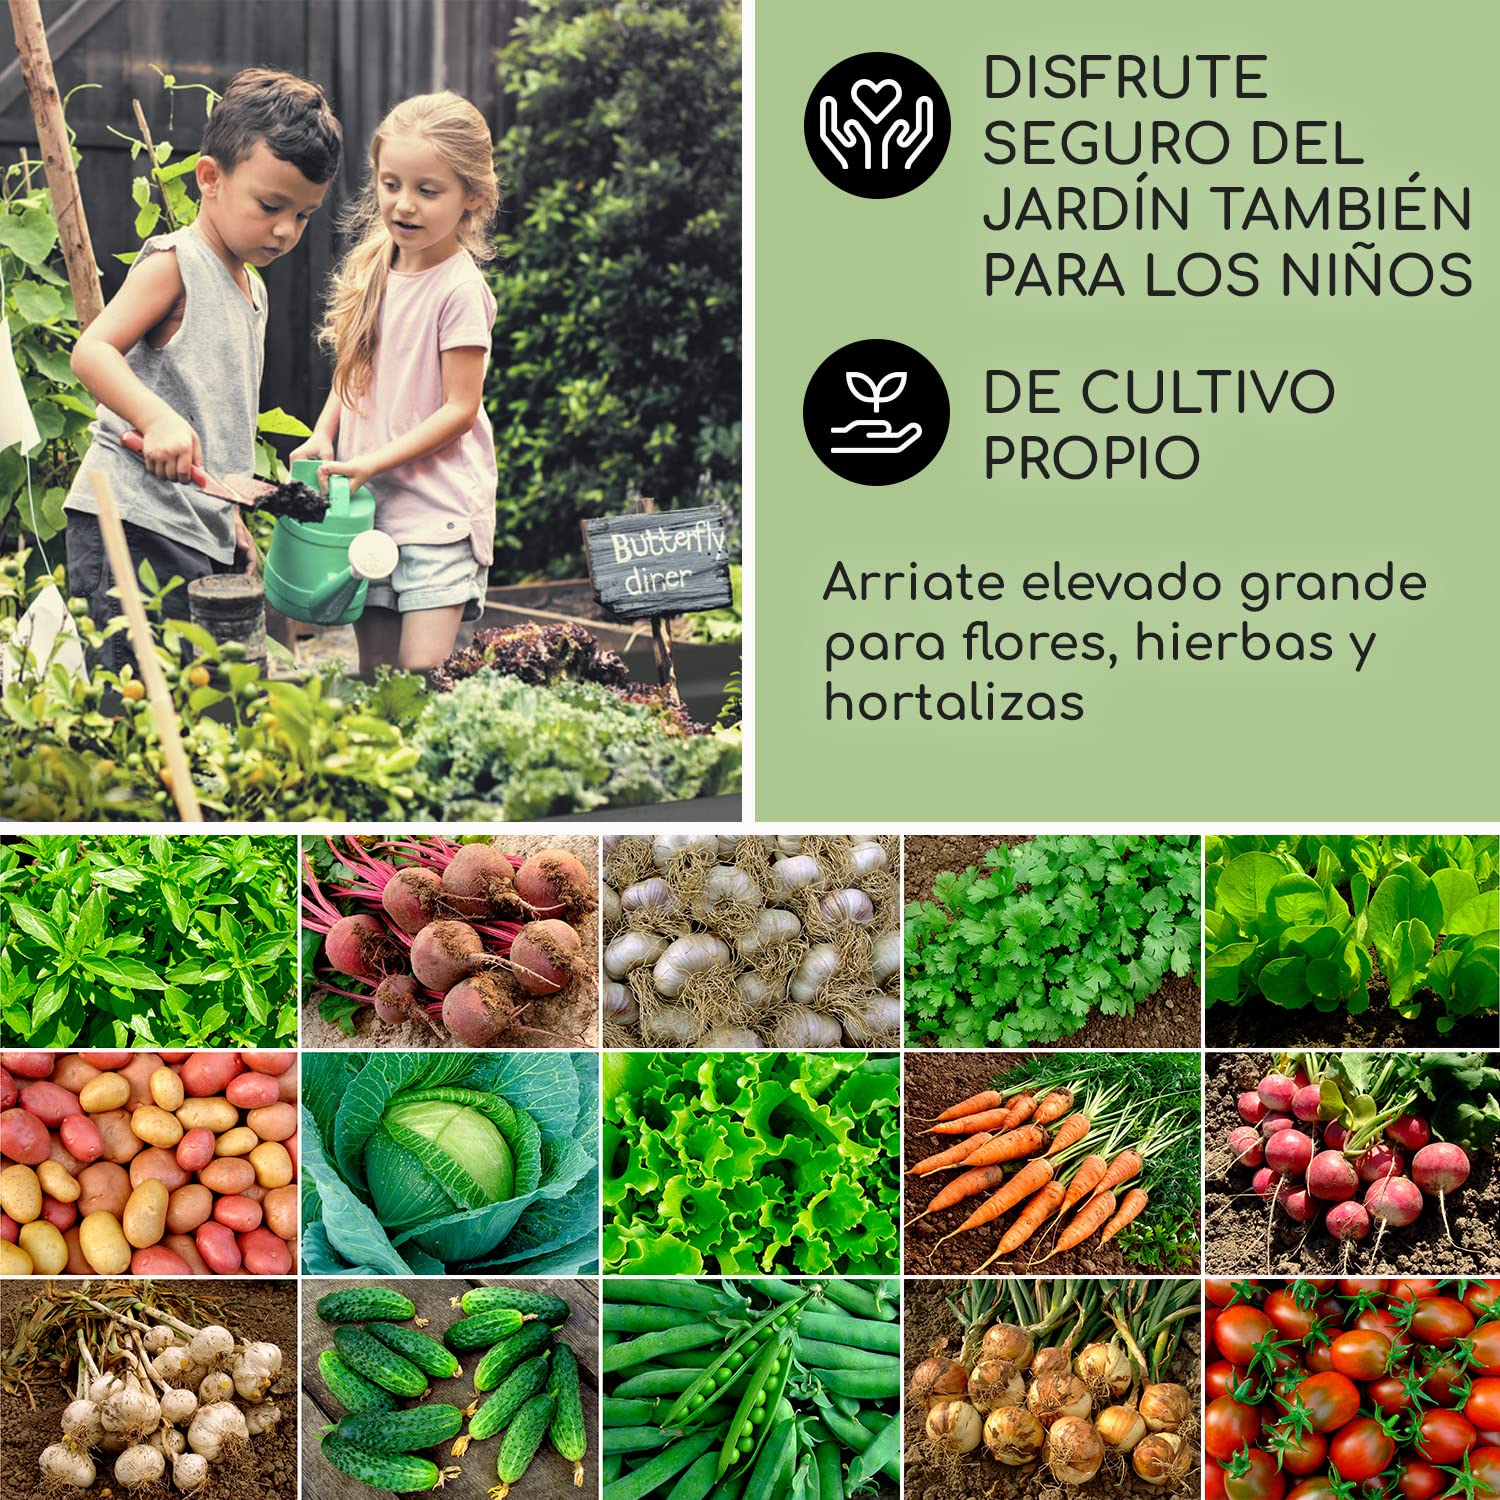 DISFRUTE
SEGURO DEL
JARDÍN TAMBIÉN
PARA LOS NIÑOS
DE CULTIVO
PROPIO
Arriate elevado grande
para flores, hierbas y
hortalizas
Butterfly
diner